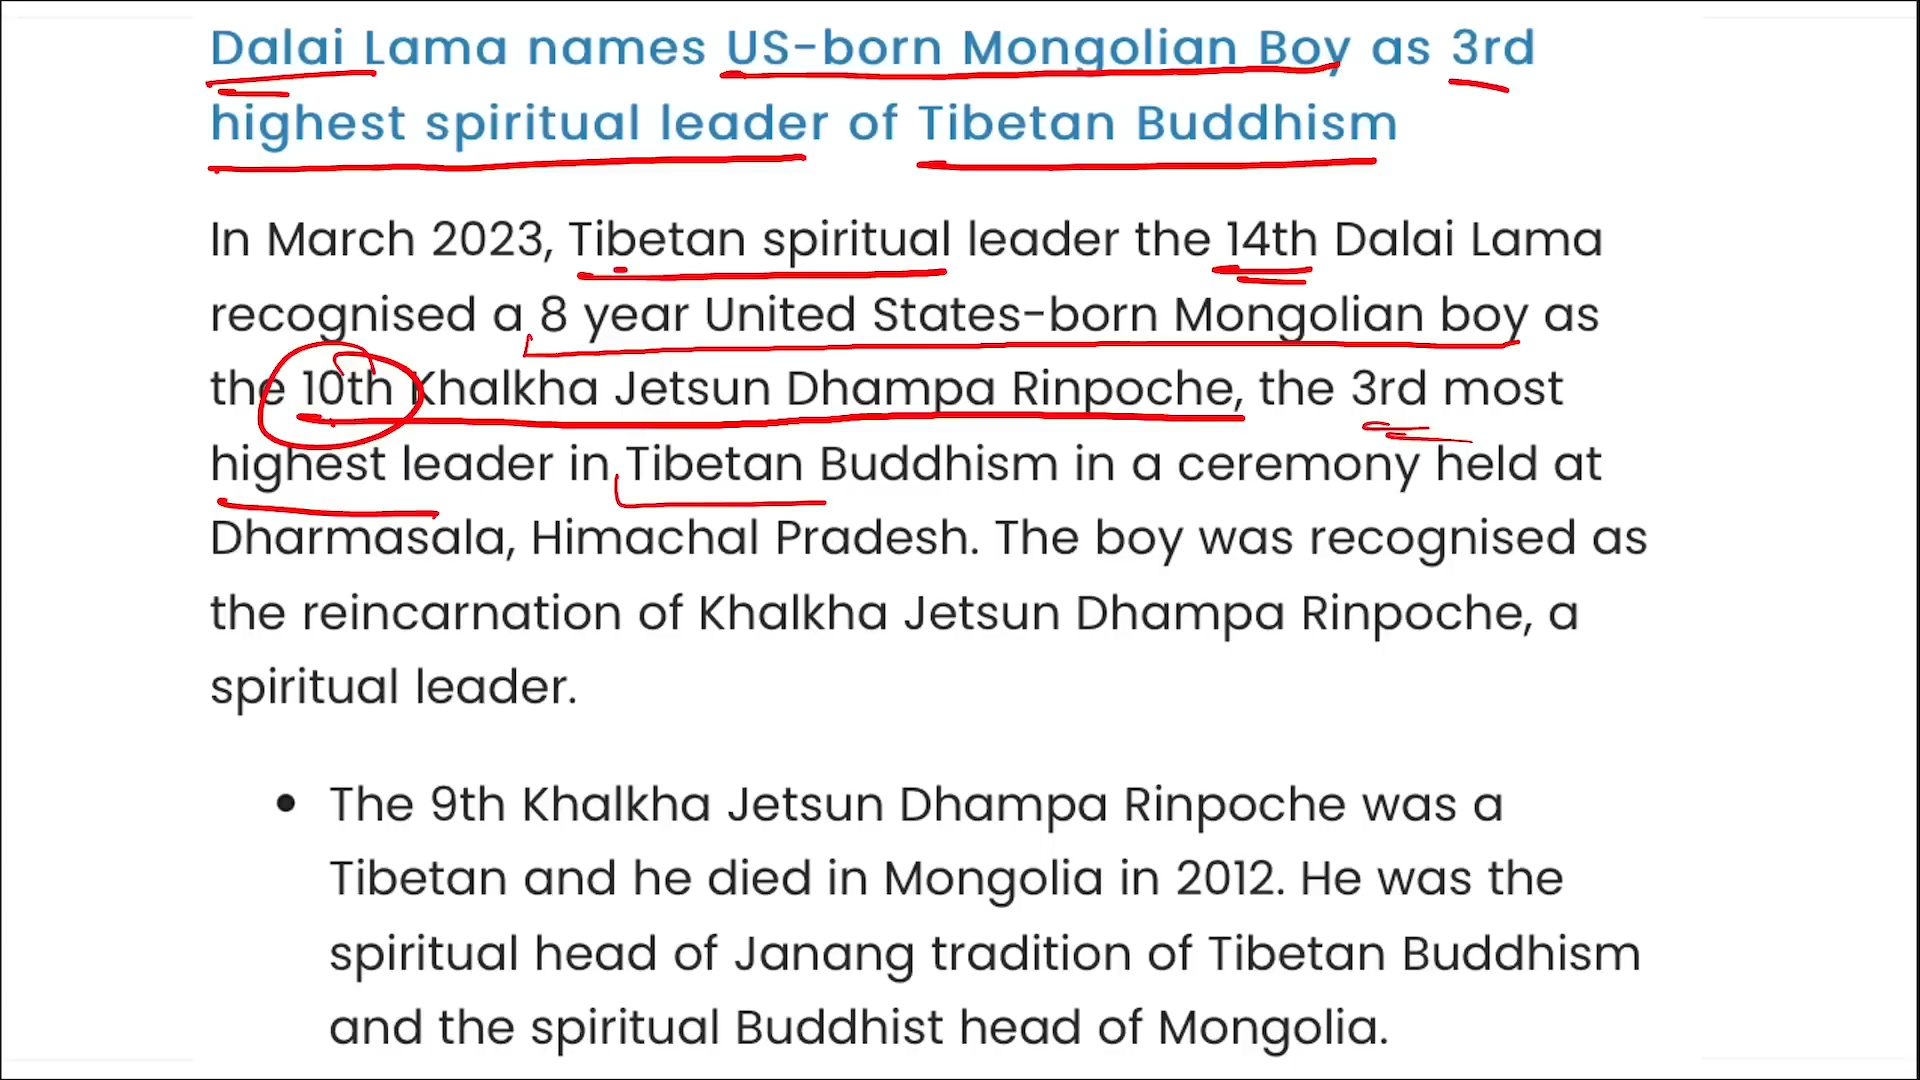 Dalai Lama names US-born Mongolian Boy as 3rd
highest spiritual leader of Tibetan Buddhism
In March 2023, Tibetan spiritual leader the 14th Dalai Lama
recognised a 8 year United States-born Mongolian boy as
the 10th Khalkha Jetsun Dhampa Rinpoche, the 3rd most
highest leader in Tibetan Buddhism in a ceremony held at
Dharmasala, Himachal Pradesh. The boy was recognised as
the reincarnation of Khalkha Jetsun Dhampa Rinpoche, a
spiritual leader.
• The 9th Khalkha Jetsun Dhampa Rinpoche was a
Tibetan and he died in Mongolia in 2012. He was the
spiritual head of Janang tradition of Tibetan Buddhism
and the spiritual Buddhist head of Mongolia.